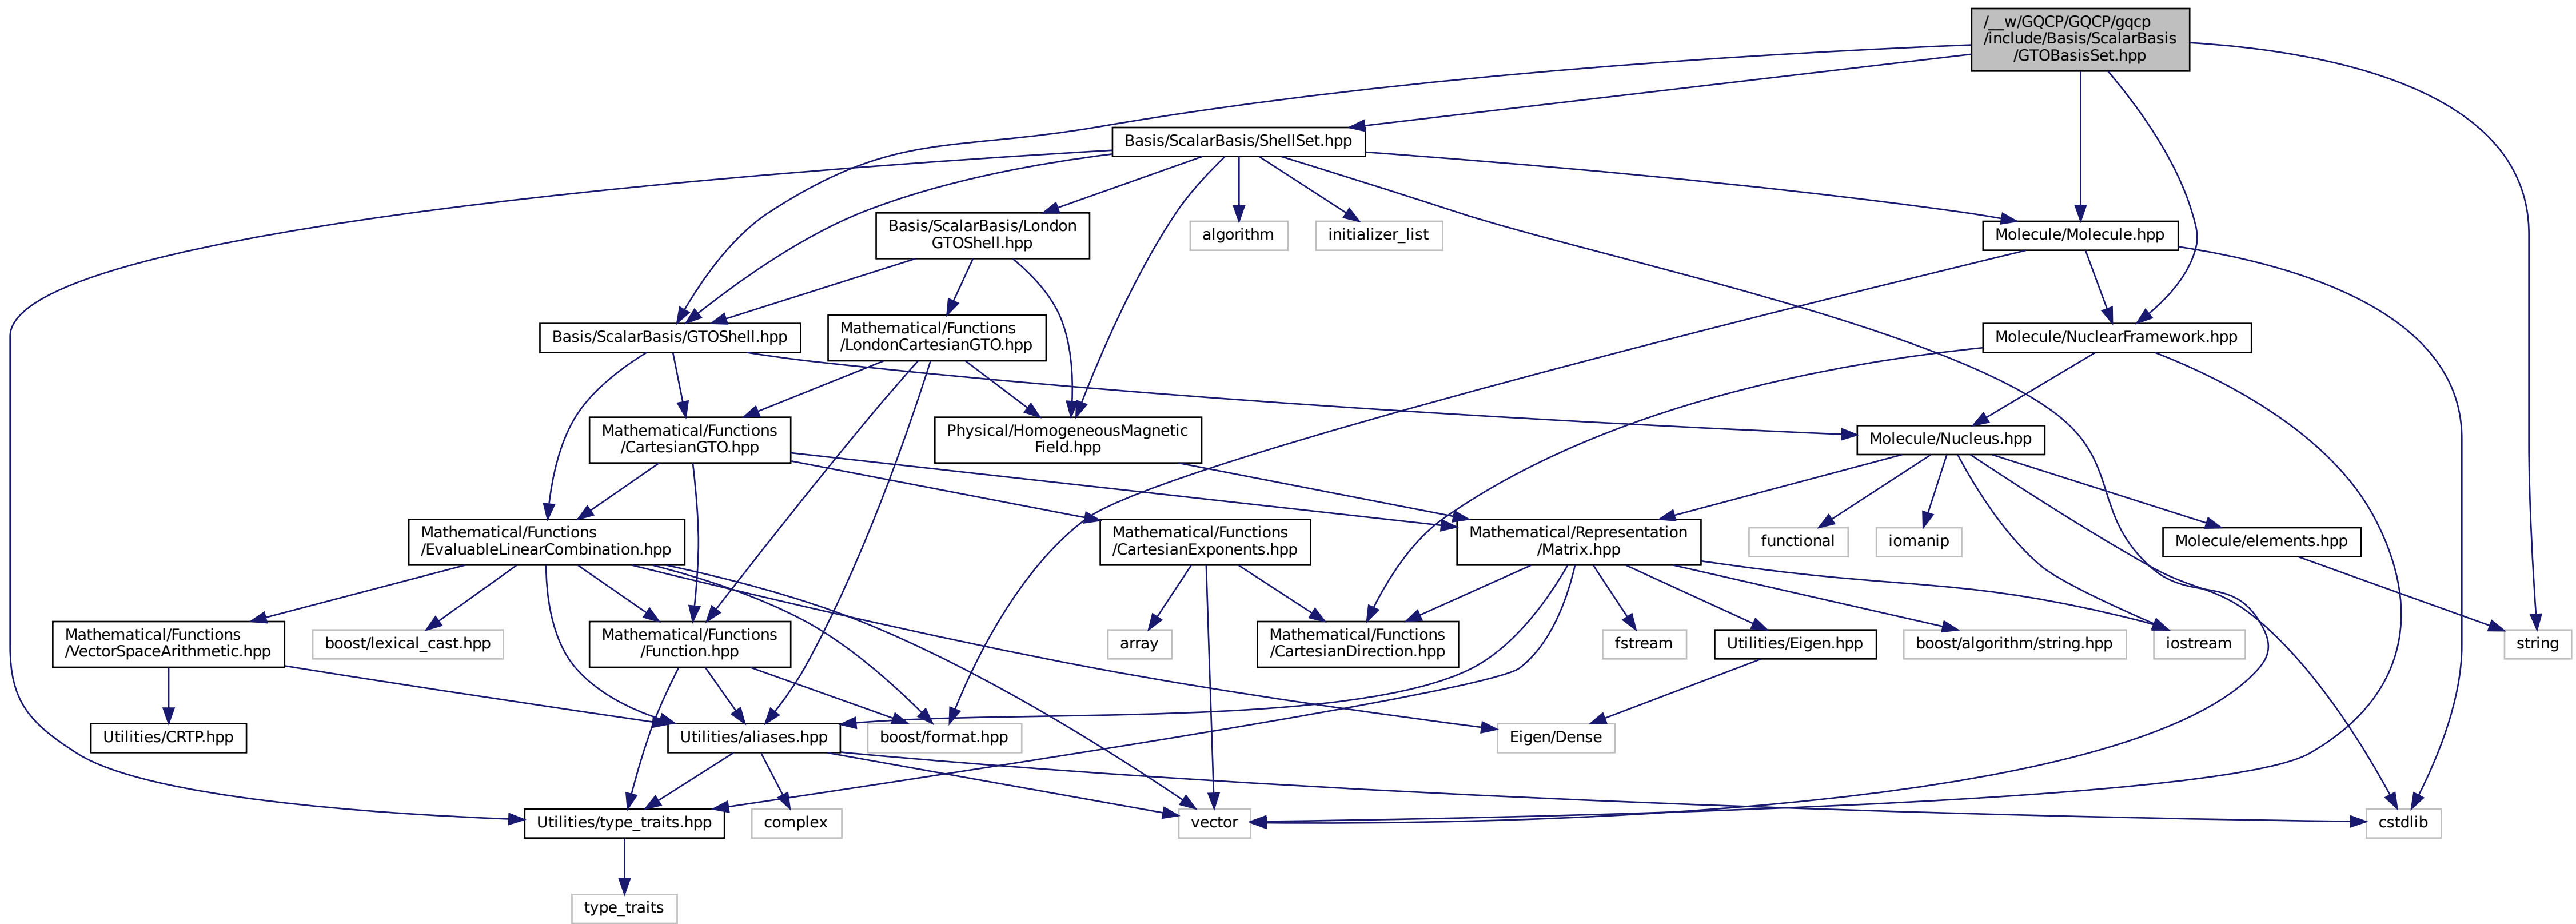 /__w/GQCP/GQCP/gqcp
/include/Basis/ScalarBasis
/GTOBasisSet.hpp
Basis/ScalarBasis/ShellSet.hpp
Basis/ScalarBasis/London
GTOShell.hpp
algorithm
initializer_list
Molecule/Molecule.hpp
Basis/ScalarBasis/GTOShell.hpp
Mathematical/Functions
/LondonCartesianGTO.hpp
Molecule/NuclearFramework.hpp
Mathematical/Functions
/CartesianGTO.hpp
Physical/HomogeneousMagnetic
Field.hpp
Molecule/Nucleus.hpp
Mathematical/Functions
/EvaluableLinearCombination.hpp
Mathematical/Functions
/CartesianExponents.hpp
Mathematical/Representation
/Matrix.hpp
functional
iomanip
Molecule/elements.hpp
Mathematical/Functions
/VectorSpaceArithmetic.hpp
boost/lexical_cast.hpp
Mathematical/Functions
/Function.hpp
array
Mathematical/Functions
/CartesianDirection.hpp
fstream
Utilities/Eigen.hpp
boost/algorithm/string.hpp
iostream
string
Utilities/CRTP.hpp
Utilities/aliases.hpp
boost/format.hpp
Eigen/Dense
Utilities/type_traits.hpp
complex
vector
cstdlib
type_traits